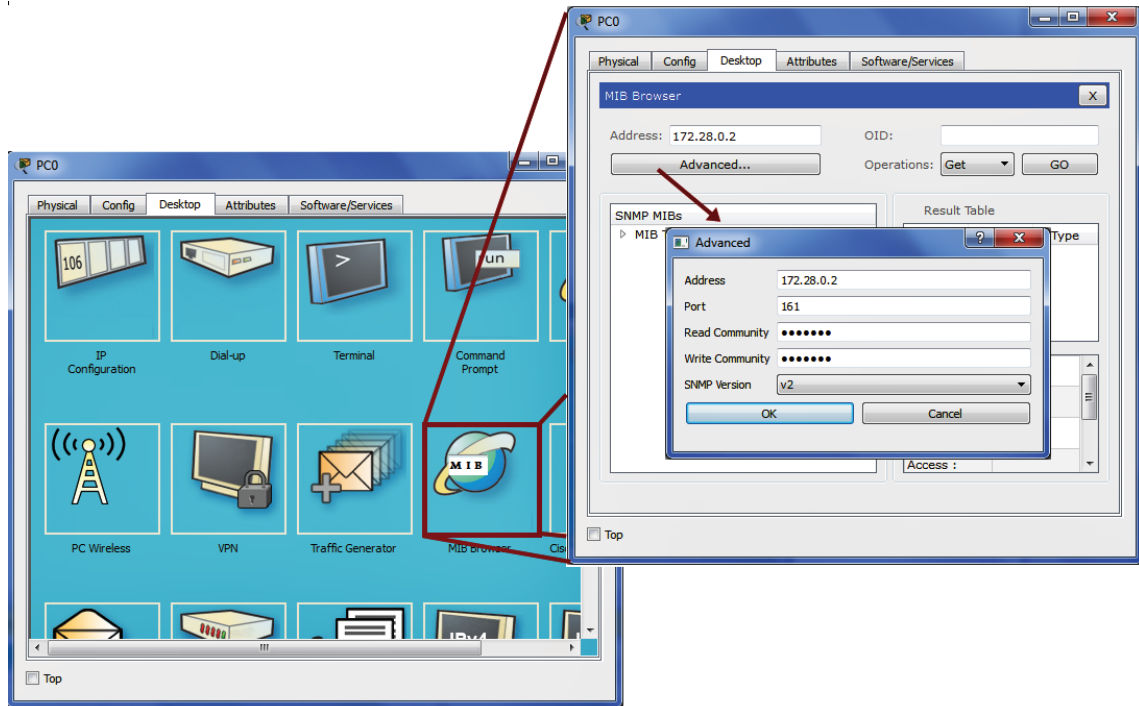 PC0
Physical Config Desktop Attributes Software/Services
106
run
IP
Configuration
Dial-up
Terminal
Command
Prompt
MIB
PC Wireless
VPN
Traffic Generator
MIB Browser
IPv4
Top
PC0
Physical Config Desktop Attributes Software/Services
MIB Browser
X
Address: 172.28.0.2 OID:
Advanced... Operations: Get GO
SNMP MIBs Result Table
MIB Type
Advanced
Address 172.28.0.2
Port 161
Read Community •••••••
Write Community •••••••
SNMP Version v2
OK Cancel
Access :
Top